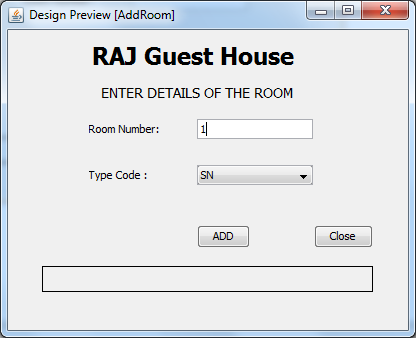 Design Preview [AddRoom]
RAJ Guest House
ENTER DETAILS OF THE ROOM
Room Number: 1
Type Code : SN
ADD Close